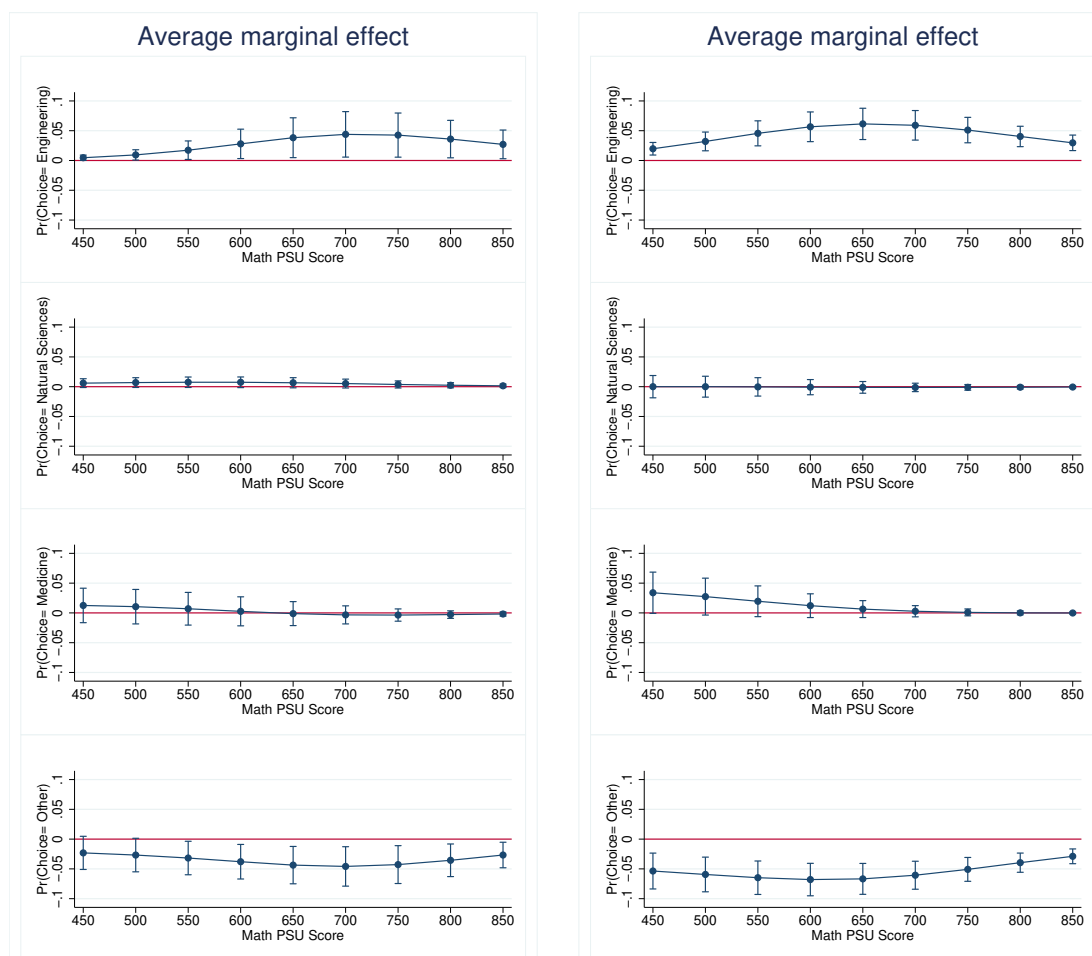 Average marginal effect
Pr(Choice= Engineering)
.1
.05
0
-.05
-.1
450 500 550 600 650 700 750 800 850
Math PSU Score
Pr(Choice= Natural Sciences)
.1
.05
0
-.05
-.1
450 500 550 600 650 700 750 800 850
Math PSU Score
Pr(Choice= Medicine)
.1
.05
0
-.05
-.1
450 500 550 600 650 700 750 800 850
Math PSU Score
Pr(Choice= Other)
.1
.05
0
-.05
-.1
450 500 550 600 650 700 750 800 850
Math PSU Score
Average marginal effect
Pr(Choice= Engineering)
.1
.05
0
-.05
-.1
450 500 550 600 650 700 750 800 850
Math PSU Score
Pr(Choice= Natural Sciences)
.1
.05
0
-.05
-.1
450 500 550 600 650 700 750 800 850
Math PSU Score
Pr(Choice= Medicine)
.1
.05
0
-.05
-.1
450 500 550 600 650 700 750 800 850
Math PSU Score
Pr(Choice= Other)
.1
.05
0
-.05
-.1
450 500 550 600 650 700 750 800 850
Math PSU Score